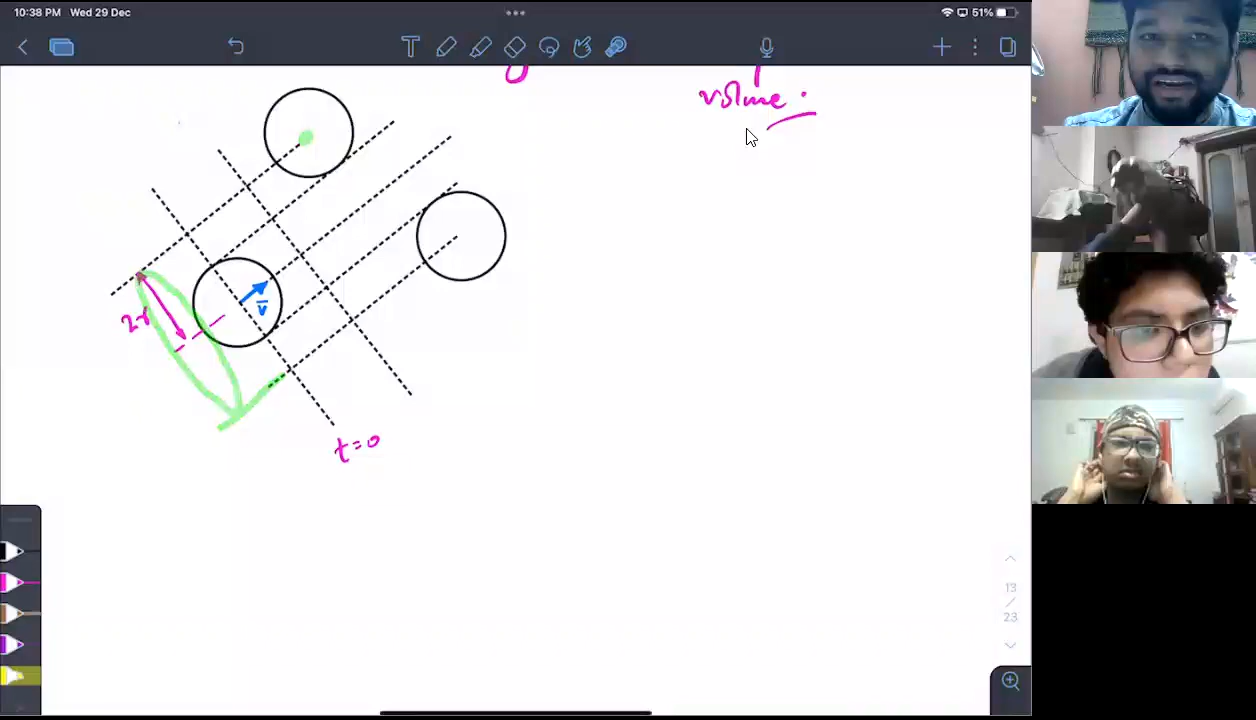 10:38 PM Wed 29 Dec
51%
T
volume.
v
2r
t=0
13
/
23